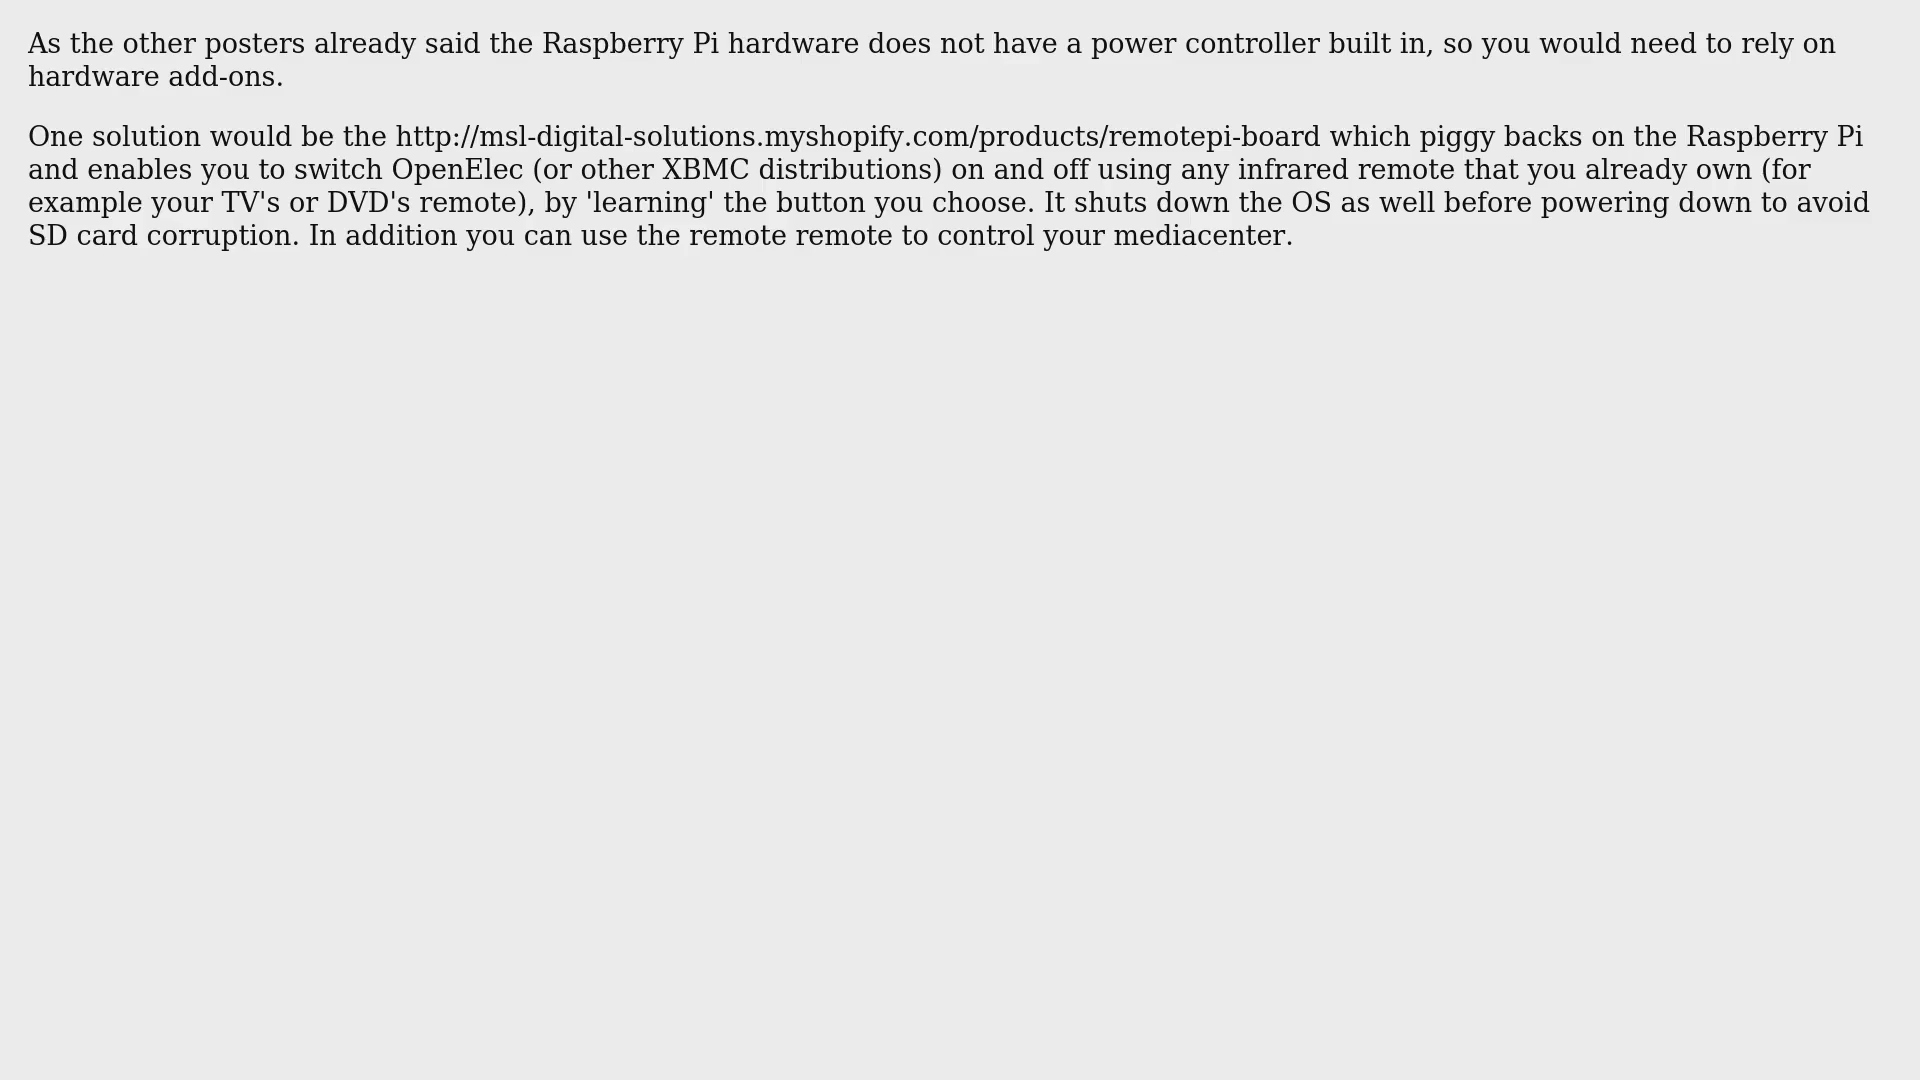 As the other posters already said the Raspberry Pi hardware does not have a power controller built in, so you would need to rely on
hardware add-ons.
One solution would be the http://msl-digital-solutions.myshopify.com/products/remotepi-board which piggy backs on the Raspberry Pi
and enables you to switch OpenElec (or other XBMC distributions) on and off using any infrared remote that you already own (for
example your TV's or DVD's remote), by 'learning' the button you choose. It shuts down the OS as well before powering down to avoid
SD card corruption. In addition you can use the remote remote to control your mediacenter.